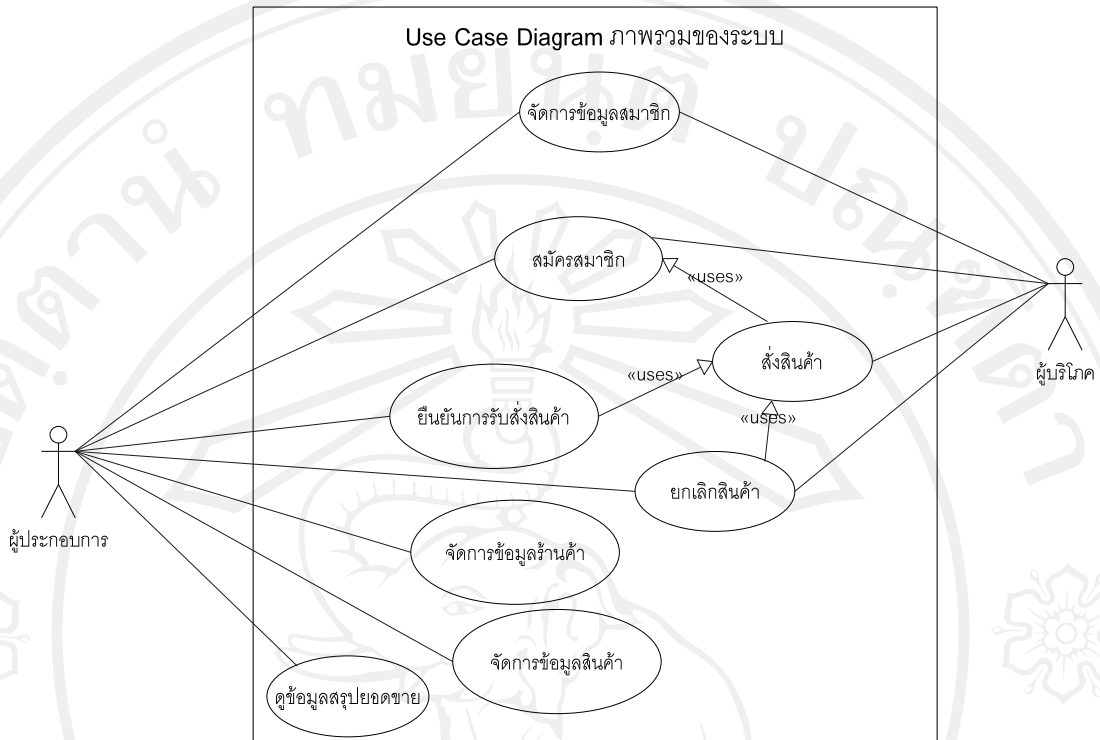 Use Case Diagram ภาพรวมของระบบ
จัดการข้อมูลสมาชิก
สมัครสมาชิก
«uses»
สั่งสินค้า
ผู้บริโภค
«uses»
ยืนยันการรับสั่งสินค้า
«uses»
ยกเลิกสินค้า
ผู้ประกอบการ
จัดการข้อมูลร้านค้า
จัดการข้อมูลสินค้า
ดูข้อมูลสรุปยอดขาย